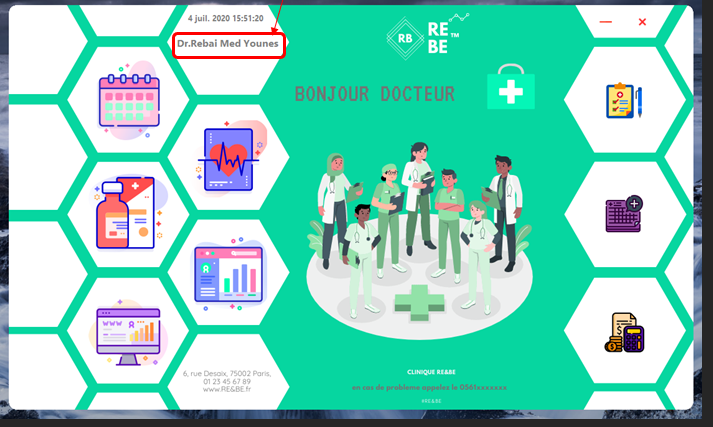 4 juil. 2020 15:51:20
Dr.Rebai Med Younes
RB
RE
BE™
BONJOUR DOCTEUR
WWW
6, rue Desaix, 75002 Paris,
01 23 45 67 89
www.RE&BE.fr
CLINIQUE RE&BE
en cas de probleme appelez le 0561xxxxxxx
#RE&BE